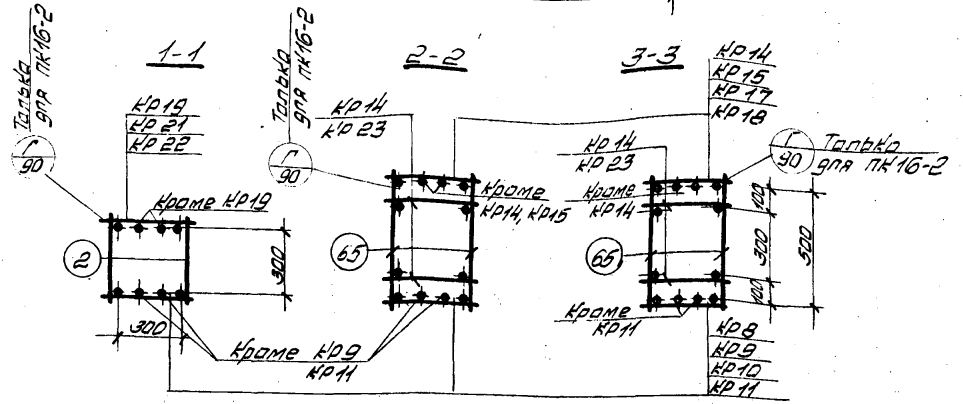 1-1
Только
для ПК16-2
Г
90
КР19
КР21
КР22
Кроме КР19
2
300
300
Кроме КР9
КР11
2-2
Только
для ПК16-2
Г
90
КР14
КР23
Кроме
КР14, КР15
65
3-3
КР14
КР15
КР17
КР18
КР14
КР23
Г
90
Только
для ПК16-2
Кроме
КР14
65
100
300
100
500
Кроме
КР11
КР8
КР9
КР10
КР11